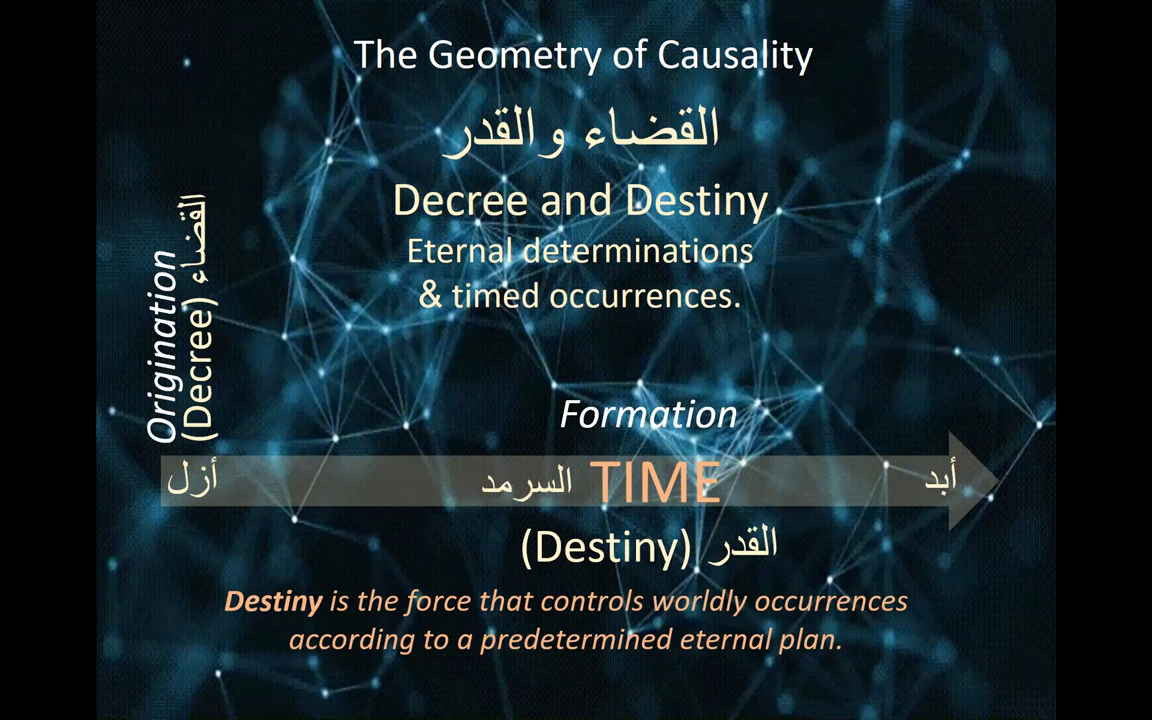 The Geometry of Causality
القضاء والقدر
Decree and Destiny
Eternal determinations
& timed occurrences.
Origination
(Decree) القضاء
Formation
أزل
السرمد TIME
أبد
(Destiny) القدر
Destiny is the force that controls worldly occurrences
according to a predetermined eternal plan.